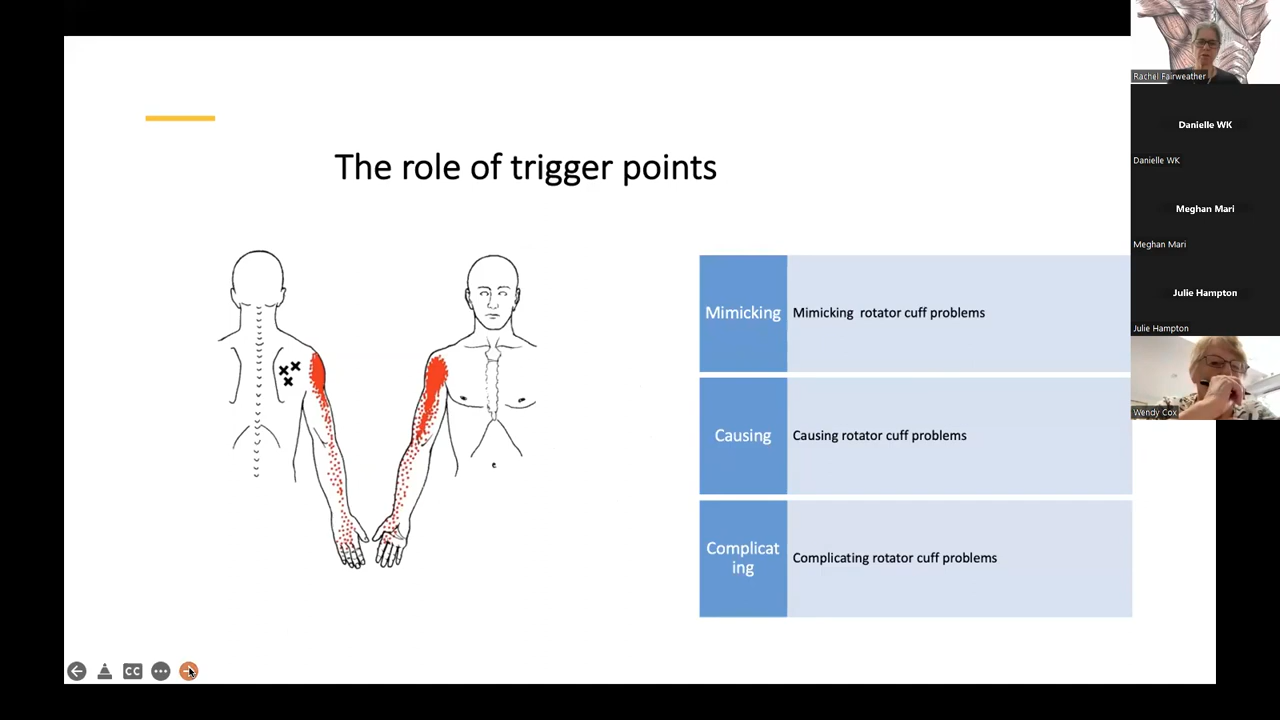 The role of trigger points
Mimicking
Mimicking rotator cuff problems
Causing
Causing rotator cuff problems
Complicat
ing
Complicating rotator cuff problems
CC
Rachel Fairweather
Danielle WK
Danielle WK
Meghan Mari
Meghan Mari
Julie Hampton
Julie Hampton
Wendy Cox